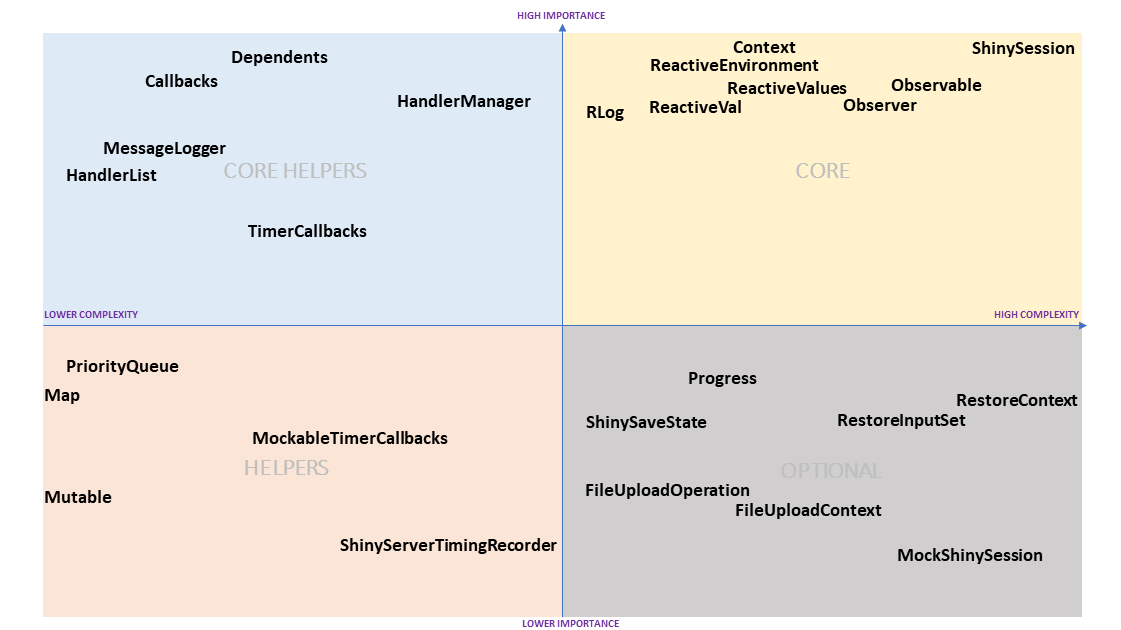 HIGH IMPORTANCE
Dependents
Callbacks
HandlerManager
MessageLogger
HandlerList
CORE HELPERS
TimerCallbacks
Context
ShinySession
ReactiveEnvironment
ReactiveValues
Observable
RLog
ReactiveVal
Observer
CORE
LOWER COMPLEXITY
HIGH COMPLEXITY
PriorityQueue
Map
MockableTimerCallbacks
HELPERS
Mutable
ShinyServerTimingRecorder
Progress
RestoreContext
ShinySaveState
RestoreInputSet
OPTIONAL
FileUploadOperation
FileUploadContext
MockShinySession
LOWER IMPORTANCE